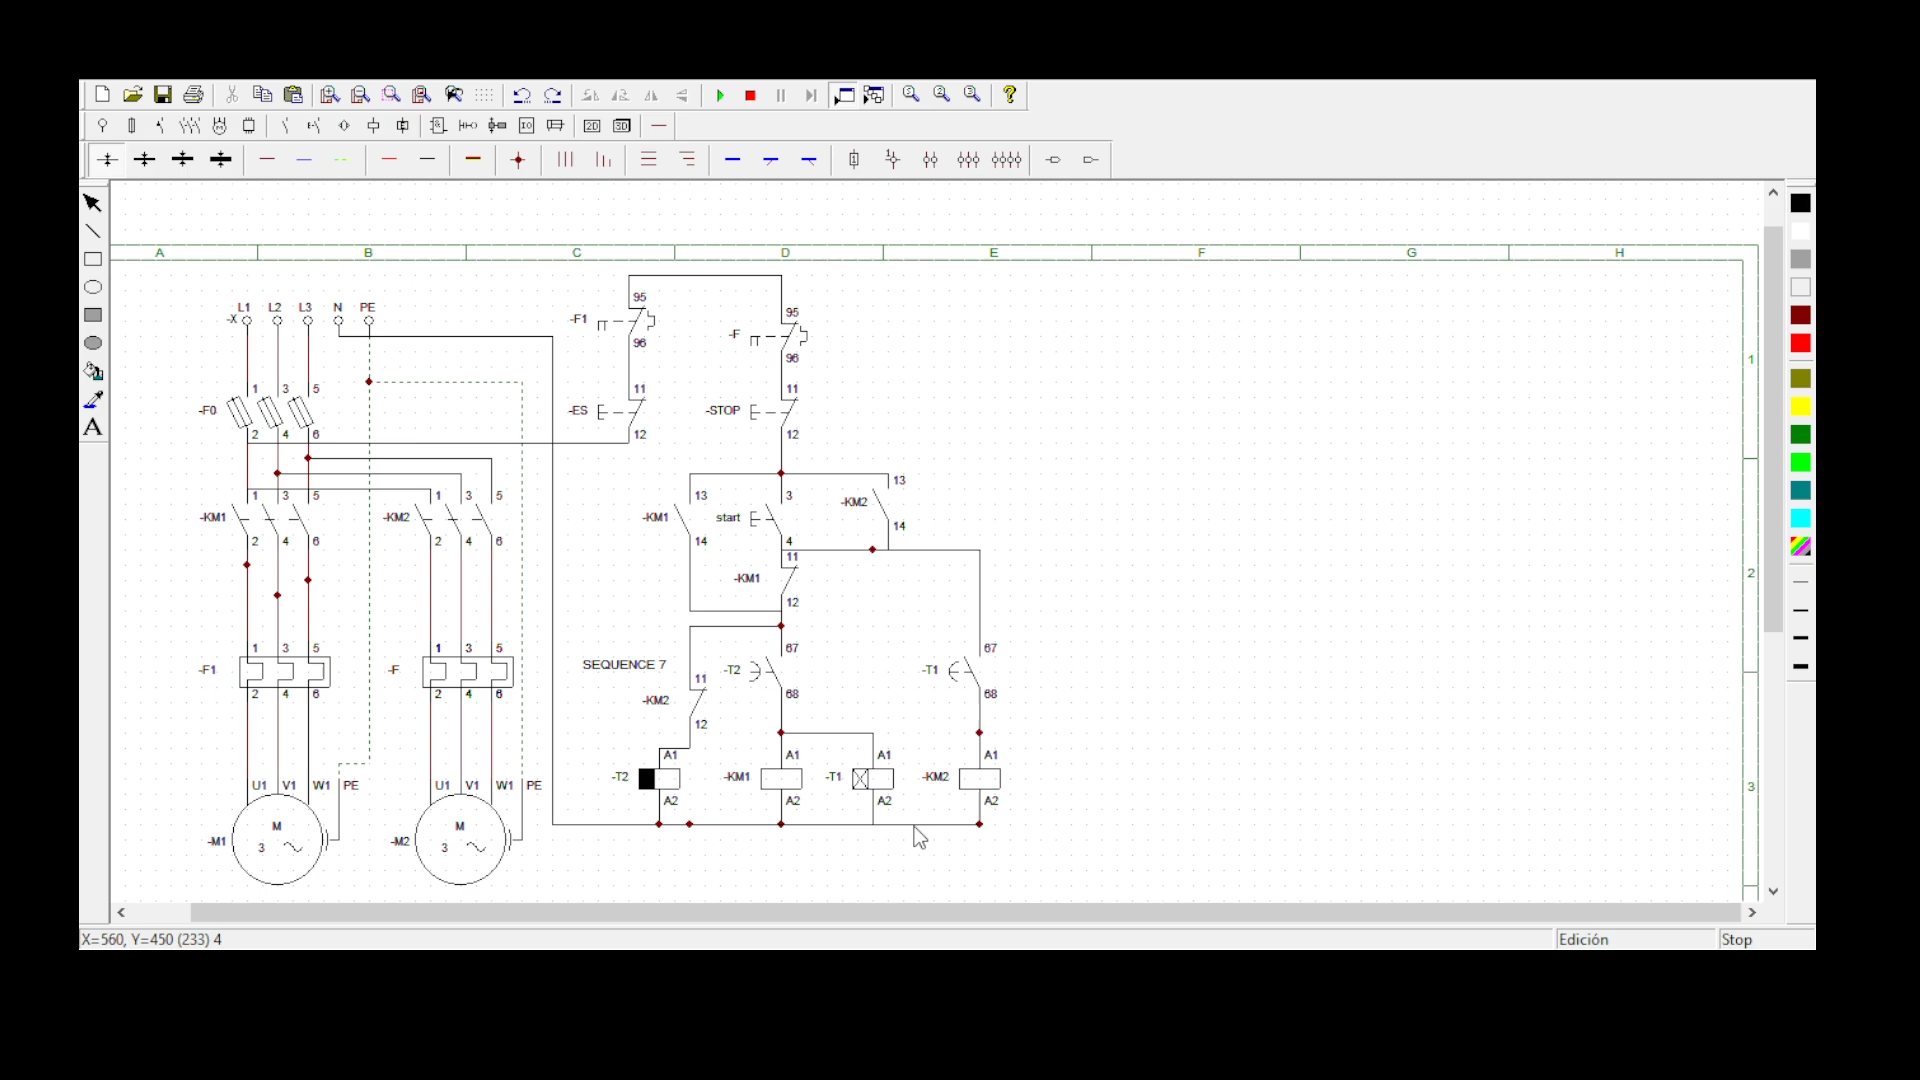 A B C D E F G H
L1 L2 L3 N PE
-X
95
-F1
96
95
-F
96
1 3 5
-F0
2 4 6
11
-ES
12
11
-STOP
12
1 3 5
-KM1
2 4 6
1 3 5
-KM2
2 4 6
13
-KM1
14
3
start
4
13
-KM2
14
11
-KM1
12
1 3 5
-F1
2 4 6
1 3 5
-F
2 4 6
SEQUENCE 7
11
-KM2
12
67
-T2
68
67
-T1
68
A1
-T2
A2
A1
-KM1
A2
A1
-T1
A2
A1
-KM2
A2
U1 V1 W1 PE
M
3
-M1
U1 V1 W1 PE
M
3
-M2
1
2
3
X=560, Y=450 (233) 4
Edición
Stop